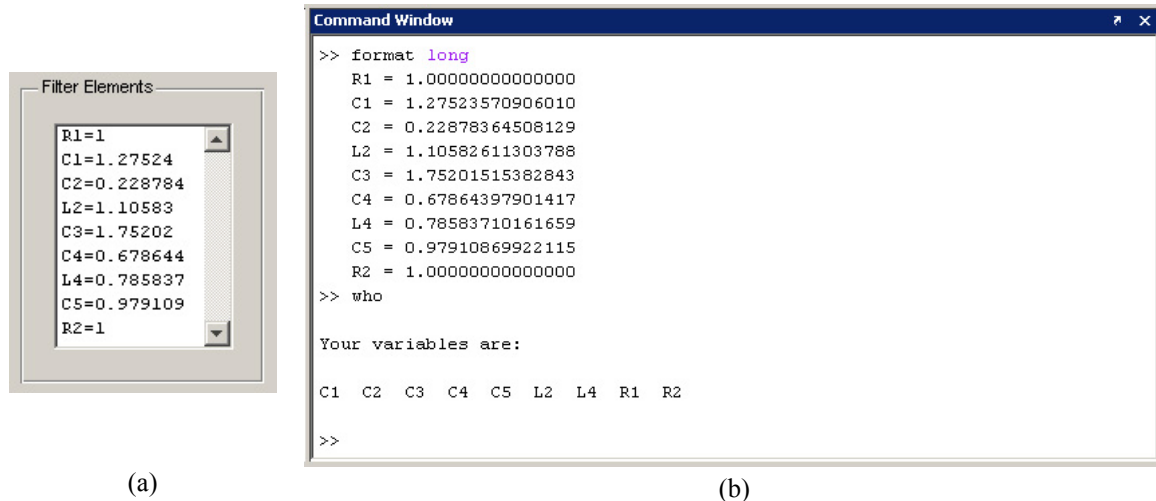 Filter Elements
R1=1
C1=1.27524
C2=0.228784
L2=1.10583
C3=1.75202
C4=0.678644
L4=0.785837
C5=0.979109
R2=1
(a)
Command Window
>> format long
R1 = 1.00000000000000
C1 = 1.27523570906010
C2 = 0.22878364508129
L2 = 1.10582611303788
C3 = 1.75201515382843
C4 = 0.67864397901417
L4 = 0.78583710161659
C5 = 0.97910869922115
R2 = 1.00000000000000
>> who
Your variables are:
C1 C2 C3 C4 C5 L2 L4 R1 R2
>>
(b)